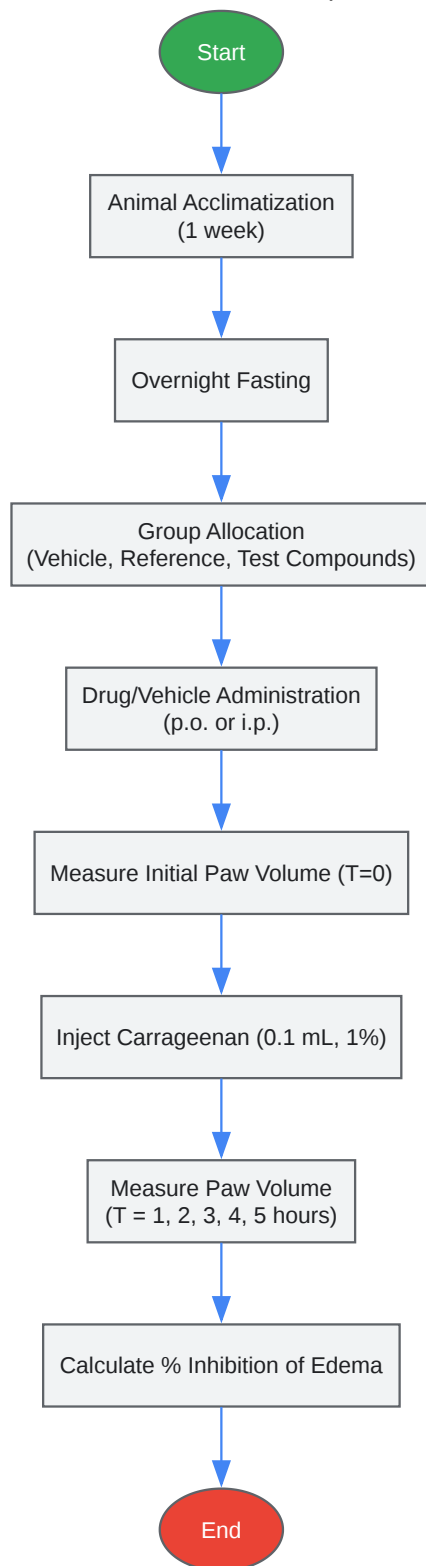 Start
Animal Acclimatization
(1 week)
Overnight Fasting
Group Allocation
(Vehicle, Reference, Test Compounds)
Drug/Vehicle Administration
(p.o. or i.p.)
Measure Initial Paw Volume (T=0)
Inject Carrageenan (0.1 mL, 1%)
Measure Paw Volume
(T = 1, 2, 3, 4, 5 hours)
Calculate % Inhibition of Edema
End